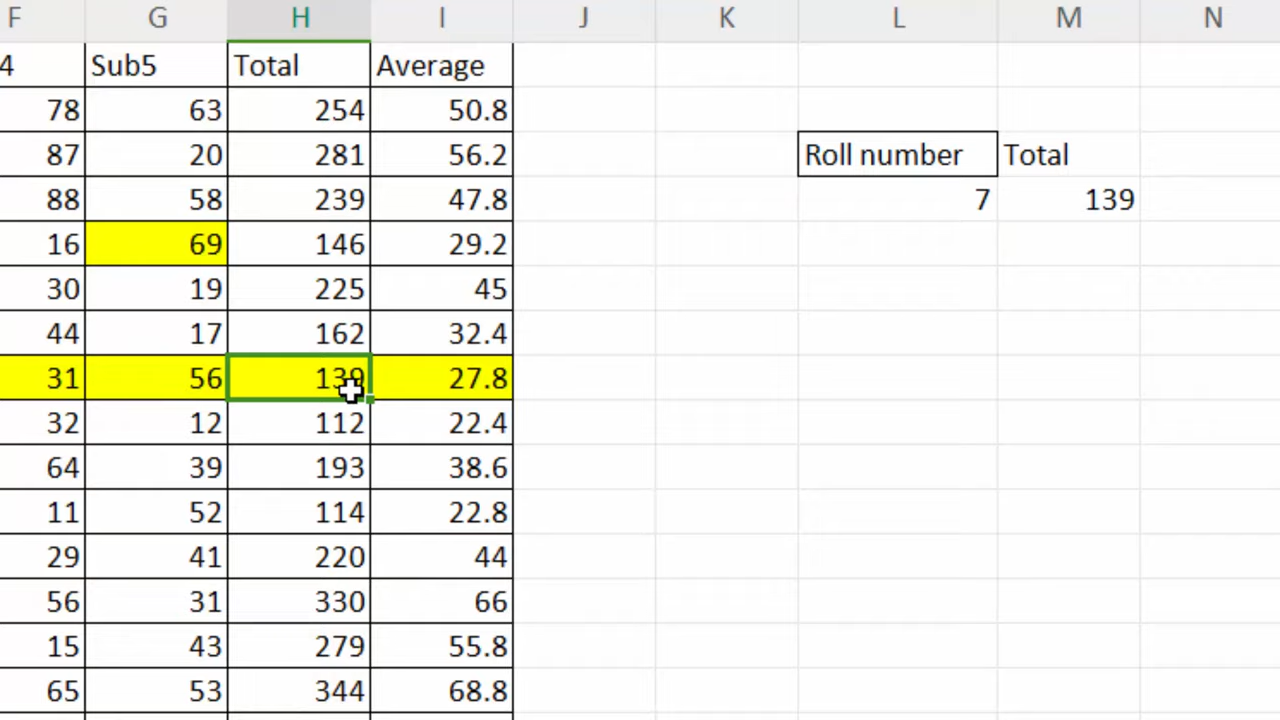 F G H I J K L M N
4 Sub5 Total Average
78 63 254 50.8
87 20 281 56.2 Roll number Total
88 58 239 47.8 7 139
16 69 146 29.2
30 19 225 45
44 17 162 32.4
31 56 139 27.8
32 12 112 22.4
64 39 193 38.6
11 52 114 22.8
29 41 220 44
56 31 330 66
15 43 279 55.8
65 53 344 68.8